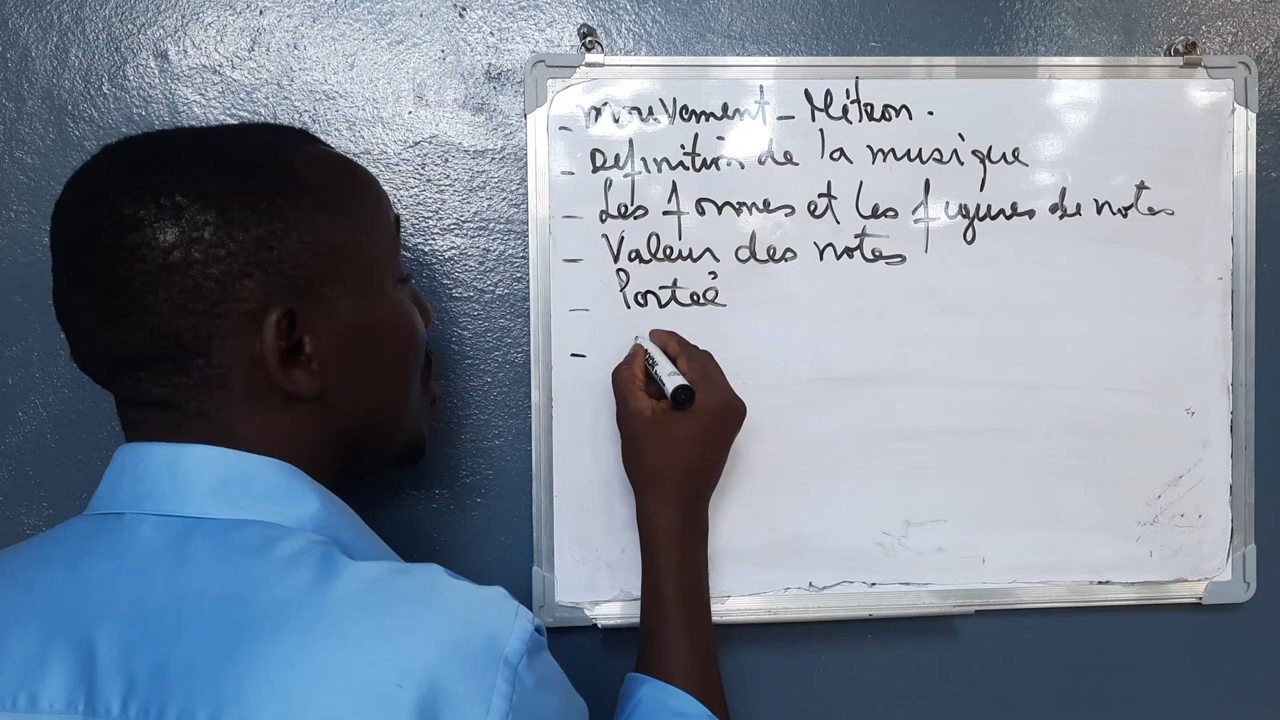 - Mouvement - Métron.
- Définition de la musique
- Les formes et les figures de notes
- Valeur des notes
- Portée
-